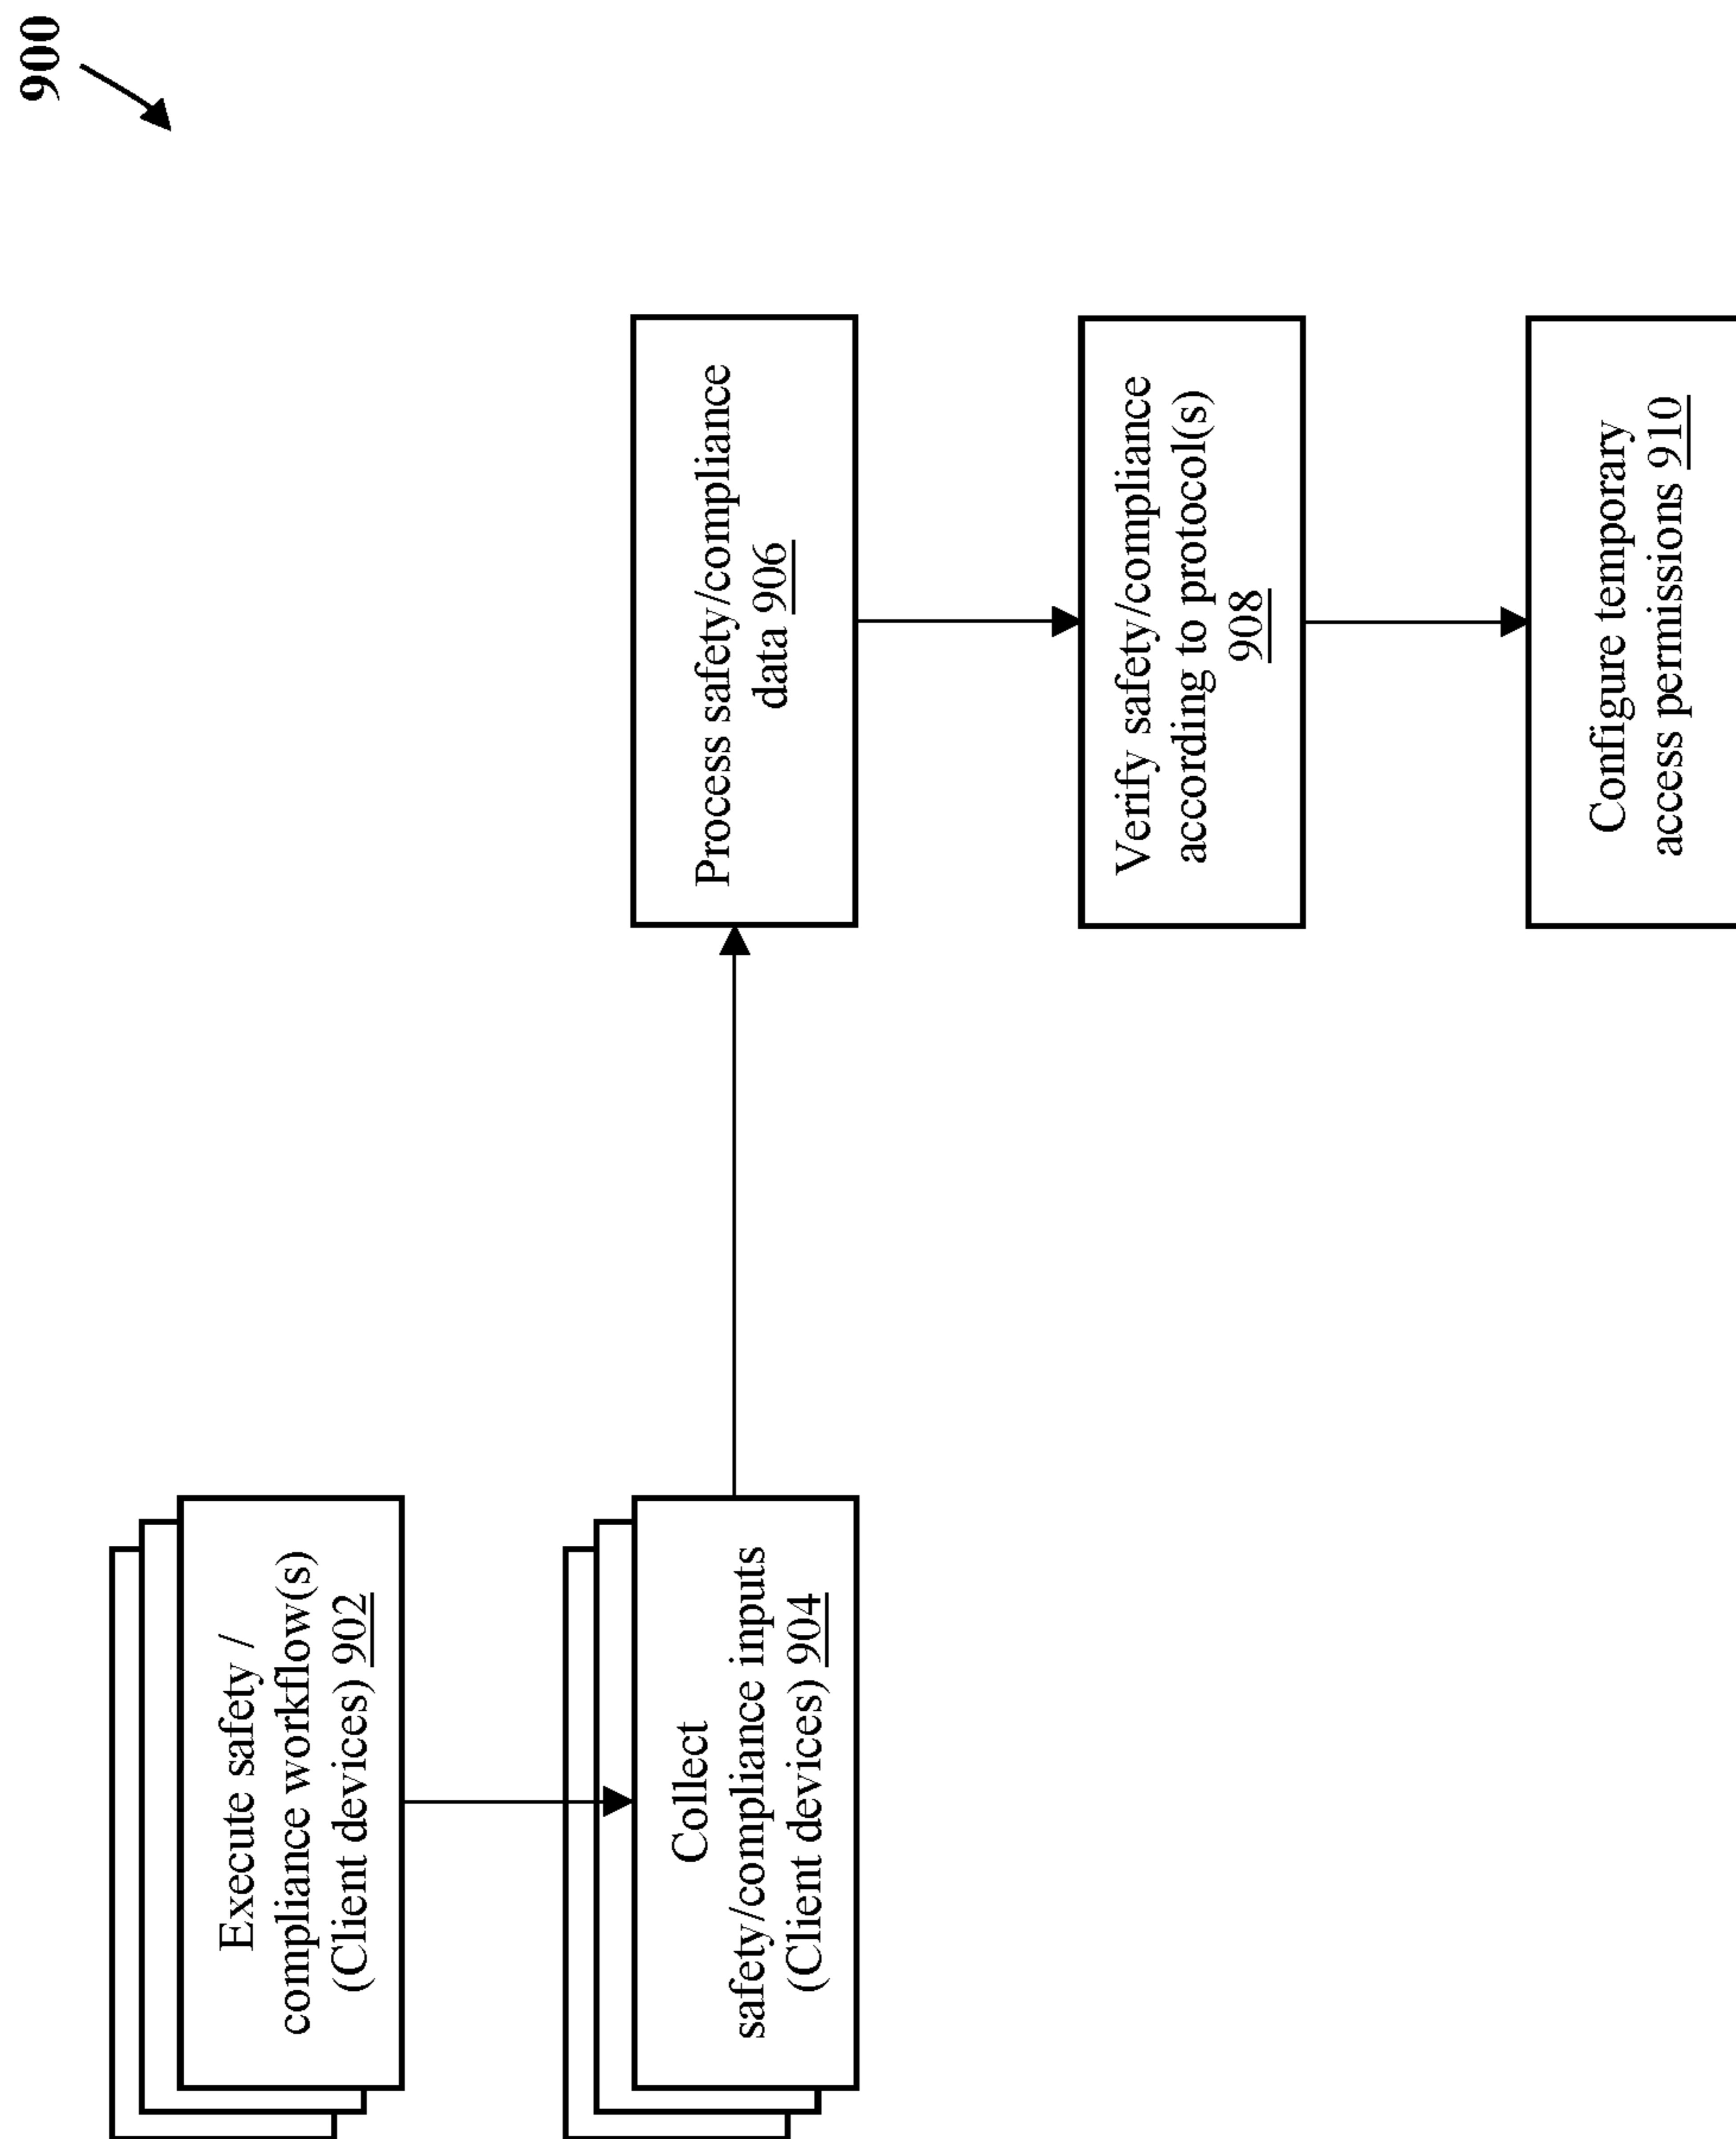 900
Execute safety /
compliance workflow(s)
(Client devices) 902
Collect
safety/compliance inputs
(Client devices) 904
Process safety/compliance
data 906
Verify safety/compliance
according to protocol(s)
908
Configure temporary
access permissions 910